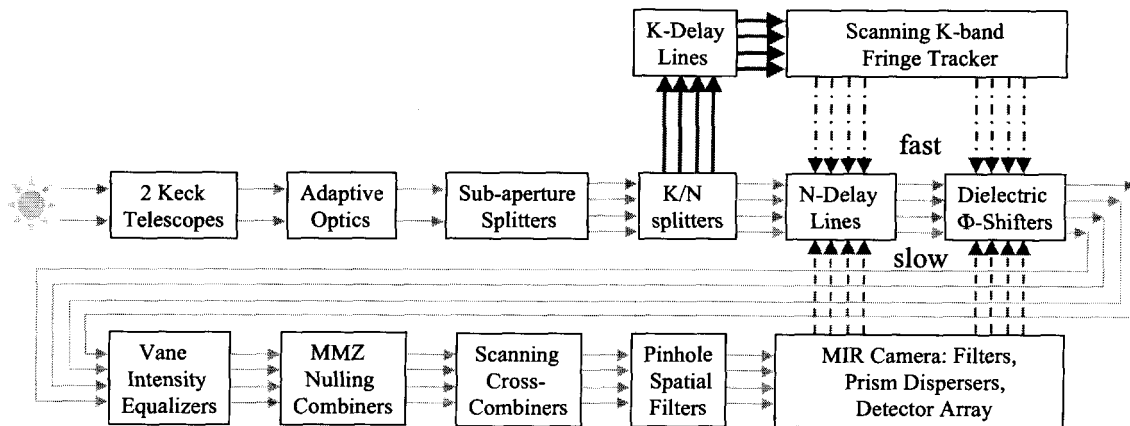 K-Delay
Lines
Scanning K-band
Fringe Tracker
fast
2 Keck
Telescopes
Adaptive
Optics
Sub-aperture
Splitters
K/N
splitters
N-Delay
Lines
Dielectric
Φ-Shifters
slow
Vane
Intensity
Equalizers
MMZ
Nulling
Combiners
Scanning
Cross-
Combiners
Pinhole
Spatial
Filters
MIR Camera: Filters,
Prism Dispersers,
Detector Array